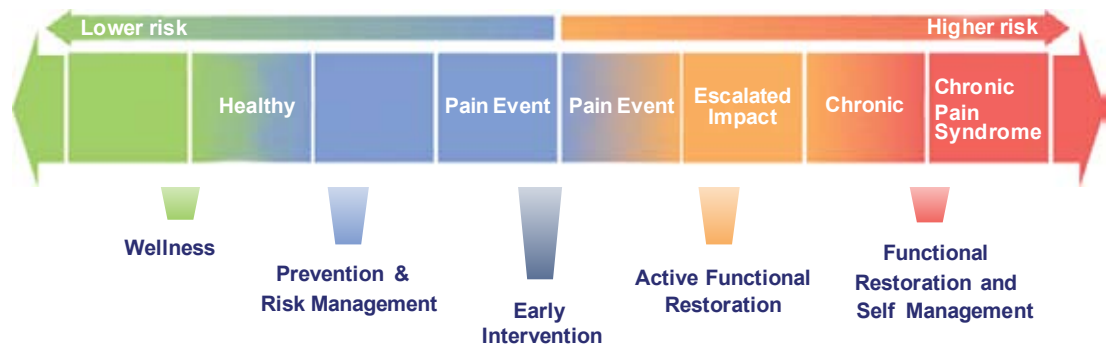 Lower risk
Higher risk
Healthy
Pain Event
Pain Event
Escalated
Impact
Chronic
Chronic
Pain
Syndrome
Wellness
Prevention &
Risk Management
Early
Intervention
Active Functional
Restoration
Functional
Restoration and
Self Management